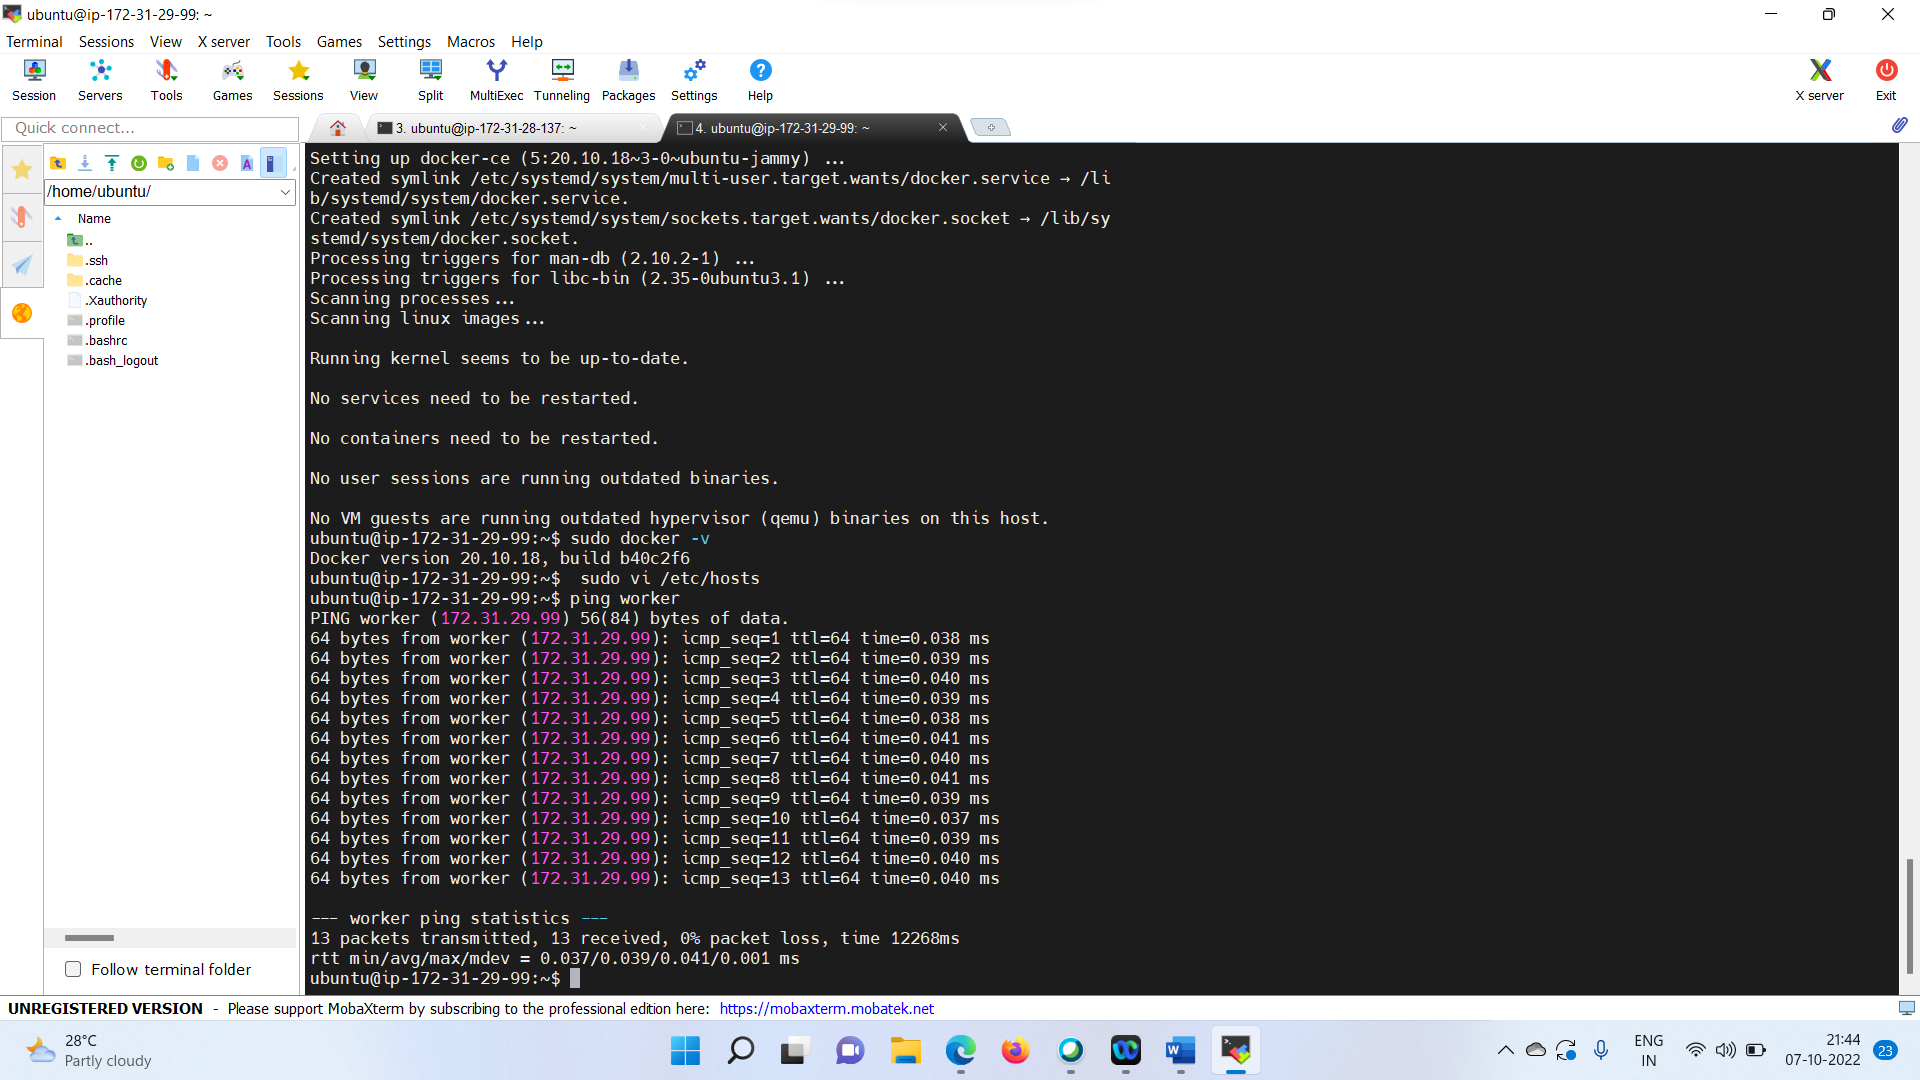 ubuntu@ip-172-31-29-99: ~
Terminal Sessions View X server Tools Games Settings Macros Help
Session Servers Tools Games Sessions View Split MultiExec Tunneling Packages Settings Help X server Exit
Quick connect...
3. ubuntu@ip-172-31-28-137: ~
4. ubuntu@ip-172-31-29-99: ~
/home/ubuntu/
Name
..
.ssh
.cache
.Xauthority
.profile
.bashrc
.bash_logout
Follow terminal folder
Setting up docker-ce (5:20.10.18~3-0~ubuntu-jammy) ...
Created symlink /etc/systemd/system/multi-user.target.wants/docker.service → /li
b/systemd/system/docker.service.
Created symlink /etc/systemd/system/sockets.target.wants/docker.socket → /lib/sy
stemd/system/docker.socket.
Processing triggers for man-db (2.10.2-1) ...
Processing triggers for libc-bin (2.35-0ubuntu3.1) ...
Scanning processes...
Scanning linux images...
Running kernel seems to be up-to-date.
No services need to be restarted.
No containers need to be restarted.
No user sessions are running outdated binaries.
No VM guests are running outdated hypervisor (qemu) binaries on this host.
ubuntu@ip-172-31-29-99:~$ sudo docker -v
Docker version 20.10.18, build b40c2f6
ubuntu@ip-172-31-29-99:~$  sudo vi /etc/hosts
ubuntu@ip-172-31-29-99:~$ ping worker
PING worker (172.31.29.99) 56(84) bytes of data.
64 bytes from worker (172.31.29.99): icmp_seq=1 ttl=64 time=0.038 ms
64 bytes from worker (172.31.29.99): icmp_seq=2 ttl=64 time=0.039 ms
64 bytes from worker (172.31.29.99): icmp_seq=3 ttl=64 time=0.040 ms
64 bytes from worker (172.31.29.99): icmp_seq=4 ttl=64 time=0.039 ms
64 bytes from worker (172.31.29.99): icmp_seq=5 ttl=64 time=0.038 ms
64 bytes from worker (172.31.29.99): icmp_seq=6 ttl=64 time=0.041 ms
64 bytes from worker (172.31.29.99): icmp_seq=7 ttl=64 time=0.040 ms
64 bytes from worker (172.31.29.99): icmp_seq=8 ttl=64 time=0.041 ms
64 bytes from worker (172.31.29.99): icmp_seq=9 ttl=64 time=0.039 ms
64 bytes from worker (172.31.29.99): icmp_seq=10 ttl=64 time=0.037 ms
64 bytes from worker (172.31.29.99): icmp_seq=11 ttl=64 time=0.039 ms
64 bytes from worker (172.31.29.99): icmp_seq=12 ttl=64 time=0.040 ms
64 bytes from worker (172.31.29.99): icmp_seq=13 ttl=64 time=0.040 ms
--- worker ping statistics ---
13 packets transmitted, 13 received, 0% packet loss, time 12268ms
rtt min/avg/max/mdev = 0.037/0.039/0.041/0.001 ms
ubuntu@ip-172-31-29-99:~$
UNREGISTERED VERSION - Please support MobaXterm by subscribing to the professional edition here: https://mobaxterm.mobatek.net
28°C
Partly cloudy
ENG
IN
21:44
07-10-2022
23